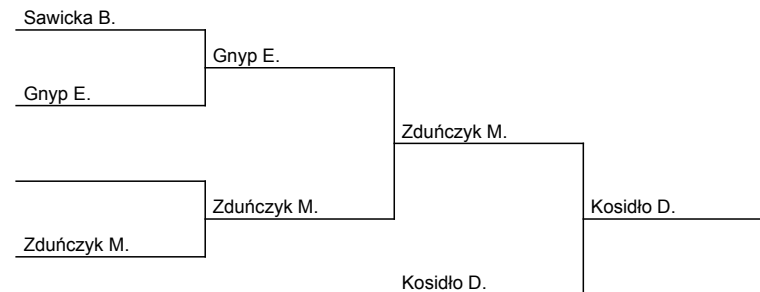 Sawicka B.
Gnyp E.
Gnyp E.
Zduńczyk M.
Zduńczyk M.
Kosidło D.
Zduńczyk M.
Kosidło D.